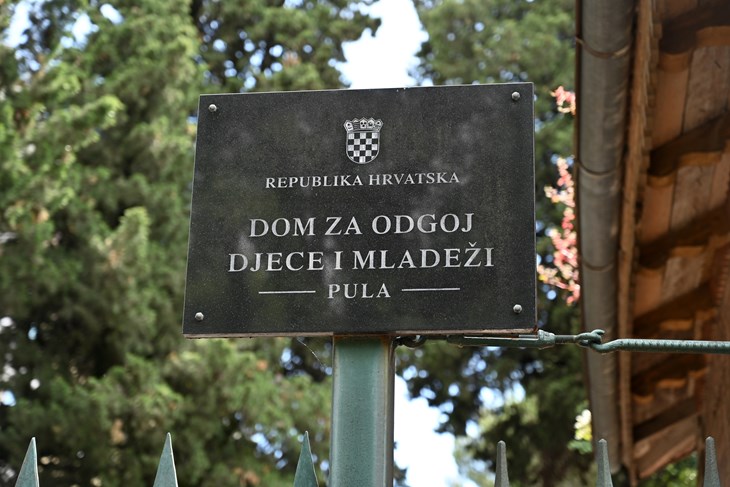 REPUBLIKA HRVATSKA
DOM ZA ODGOJ
DJECE I MLADEŽI
PULA